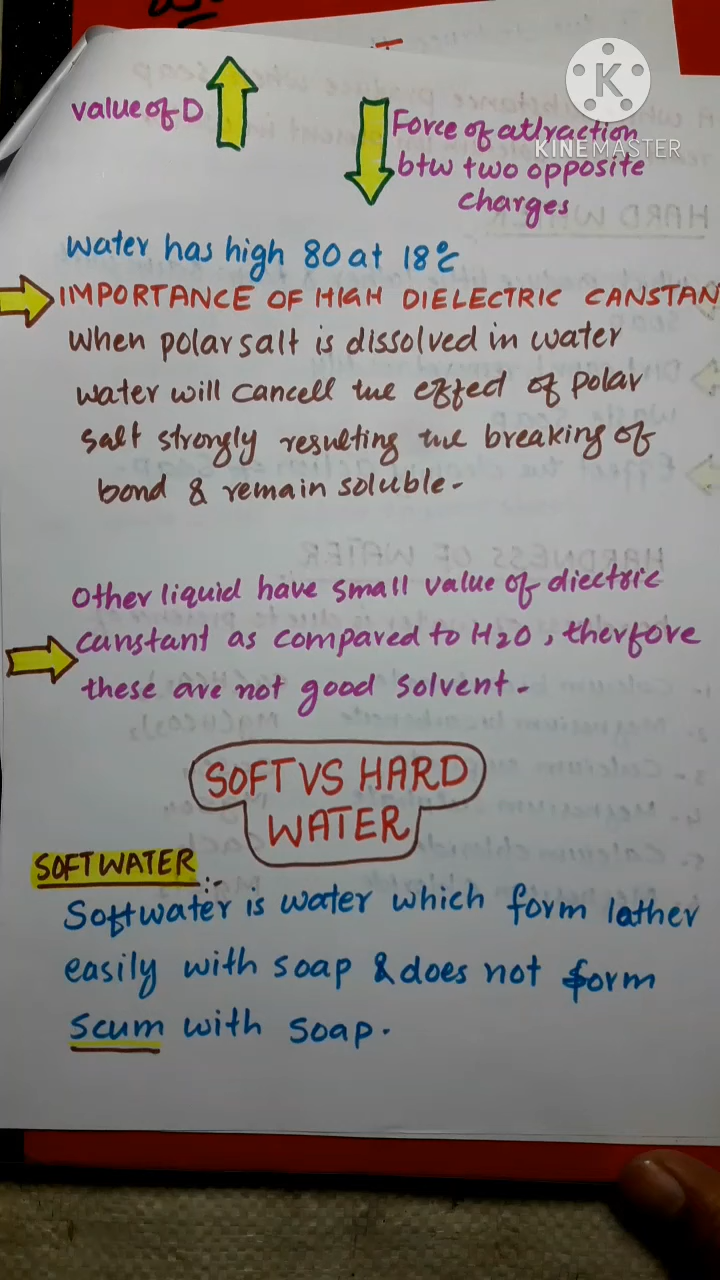 value of D
Force of attraction
btw two opposite
charges
K
KINEMASTER
water has high 80 at 18°C
IMPORTANCE OF HIGH DIELECTRIC CANSTAN
When polar salt is dissolved in water
water will cancell the effect of polar
salt strongly resulting the breaking of
bond & remain soluble.
Other liquid have small value of diectric
canstant as compared to H2O, therfore
these are not good solvent.
SOFT VS HARD
WATER
SOFT WATER :-
Softwater is water which form lather
easily with soap & does not form
scum with soap.